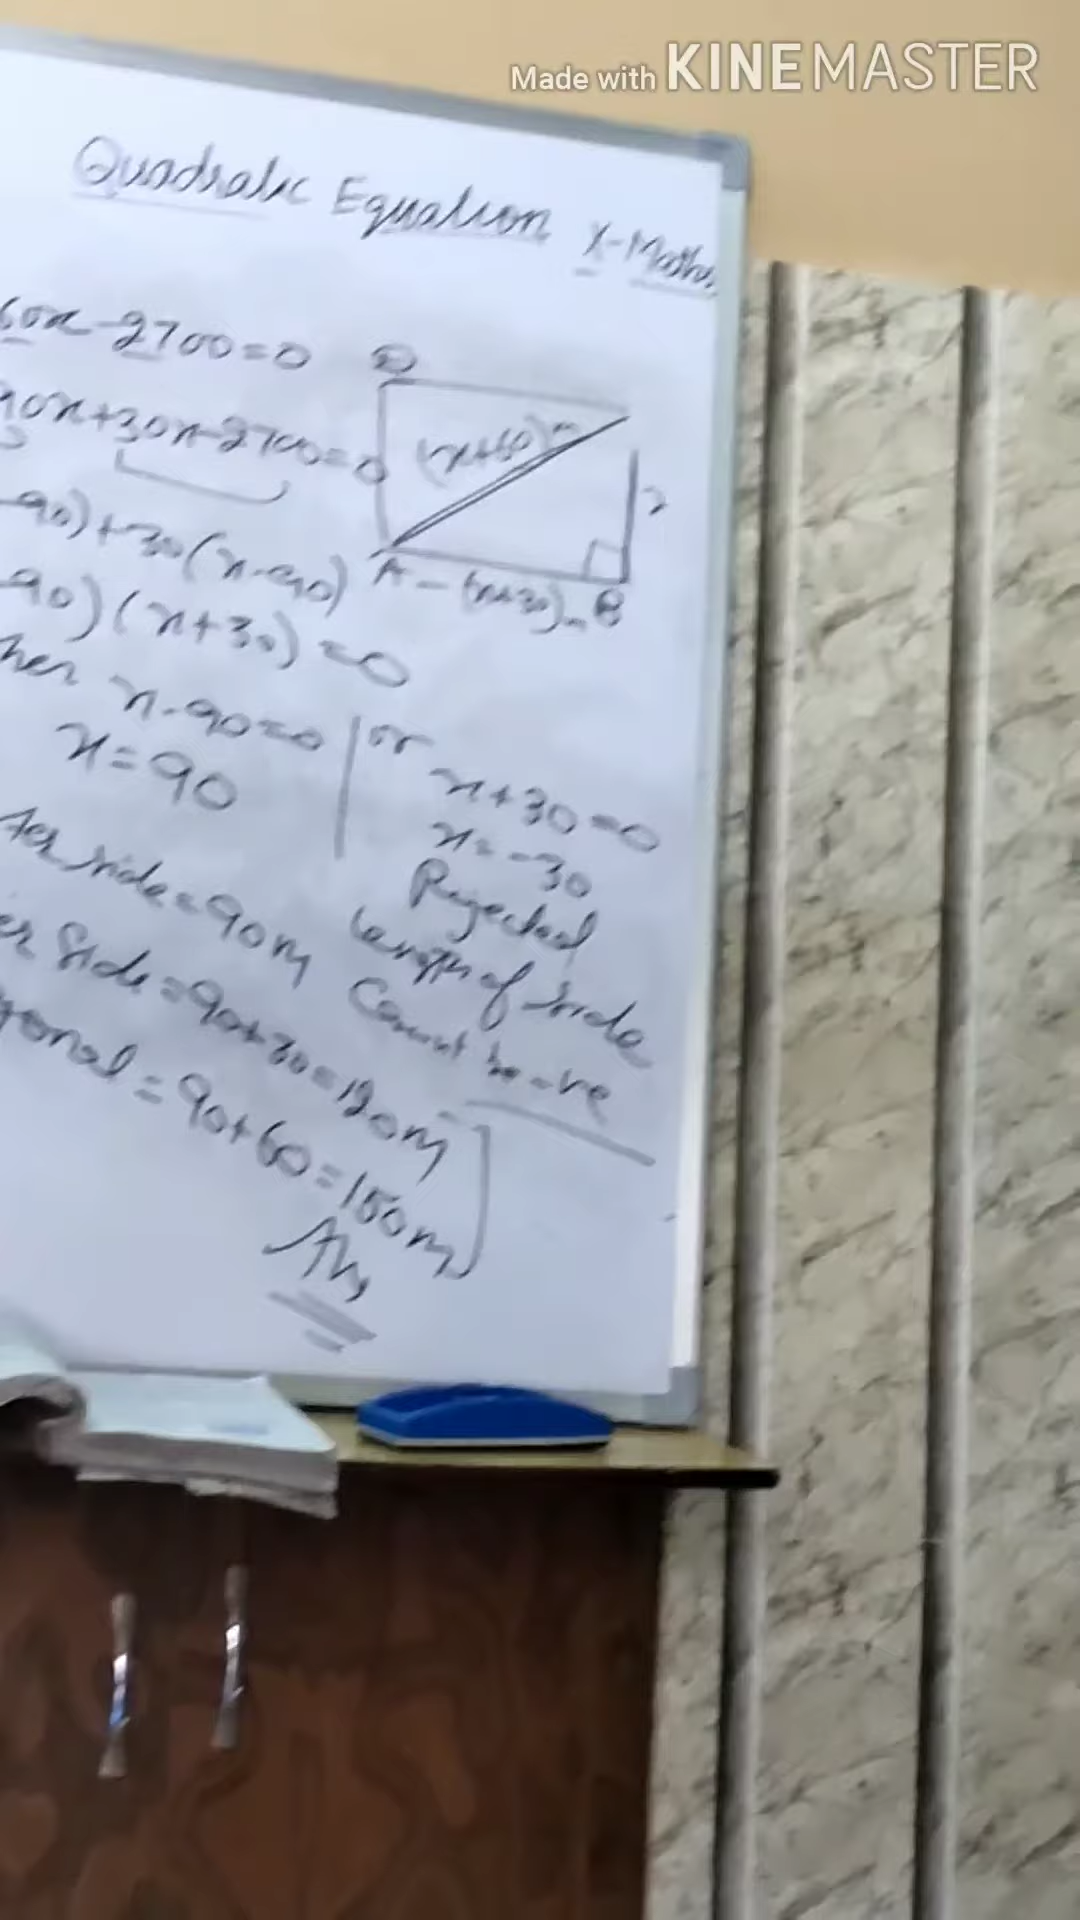 Made with KINEMASTER
Quadratic Equation X-Maths
60x-2700=0
90x+30x-2700=0
-90)+30(x-90)
-90)(x+30)=0
x-90=0 | or x+30=0
x=90
x=-30
Rejected
Length of side
Cannot be -ve
side=90m
Side=90+30=120m
gonal=90+60=150m
Ans
D
(x+60)m
A-(x+30)m B